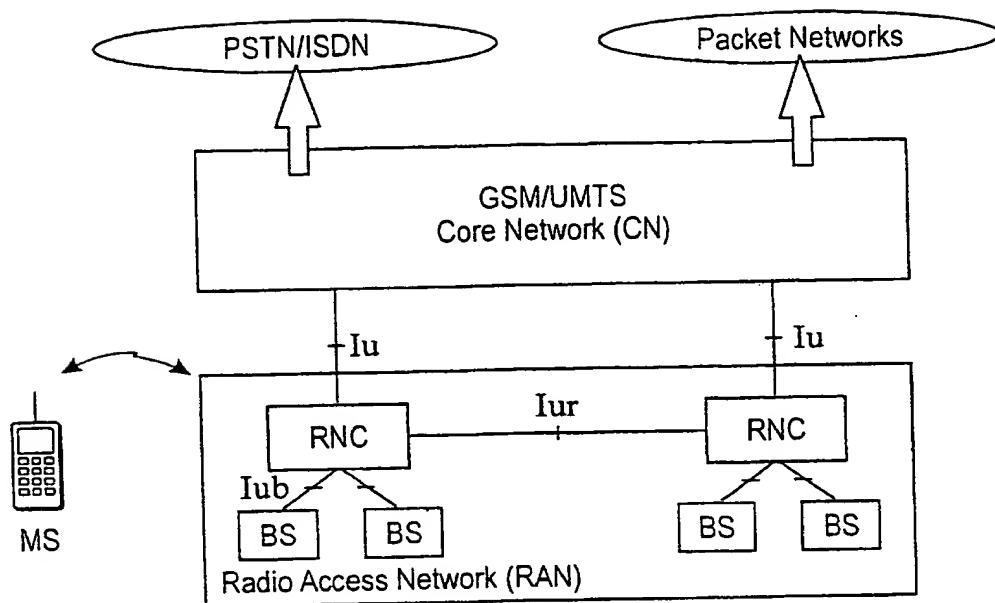 PSTN/ISDN
Packet Networks
GSM/UMTS
Core Network (CN)
Iu
Iu
RNC
Iur
RNC
Iub
BS
BS
BS
BS
MS
Radio Access Network (RAN)